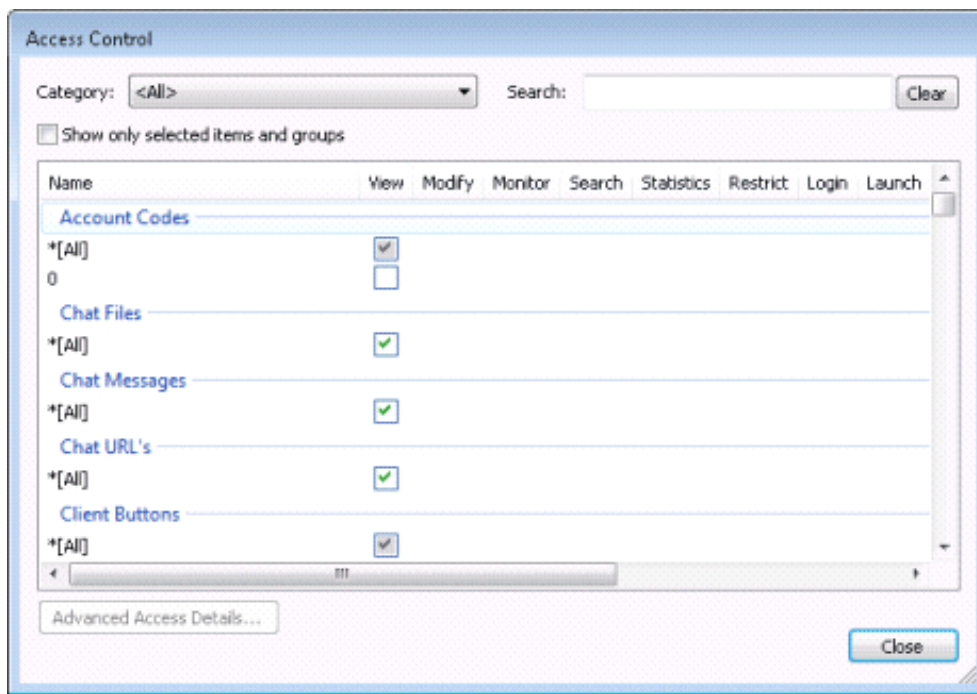 Access Control
Category: <All> Search: Clear
Show only selected items and groups
Name View Modify Monitor Search Statistics Restrict Login Launch
Account Codes
*[All]
0
Chat Files
*[All]
Chat Messages
*[All]
Chat URL's
*[All]
Client Buttons
*[All]
Advanced Access Details...
Close